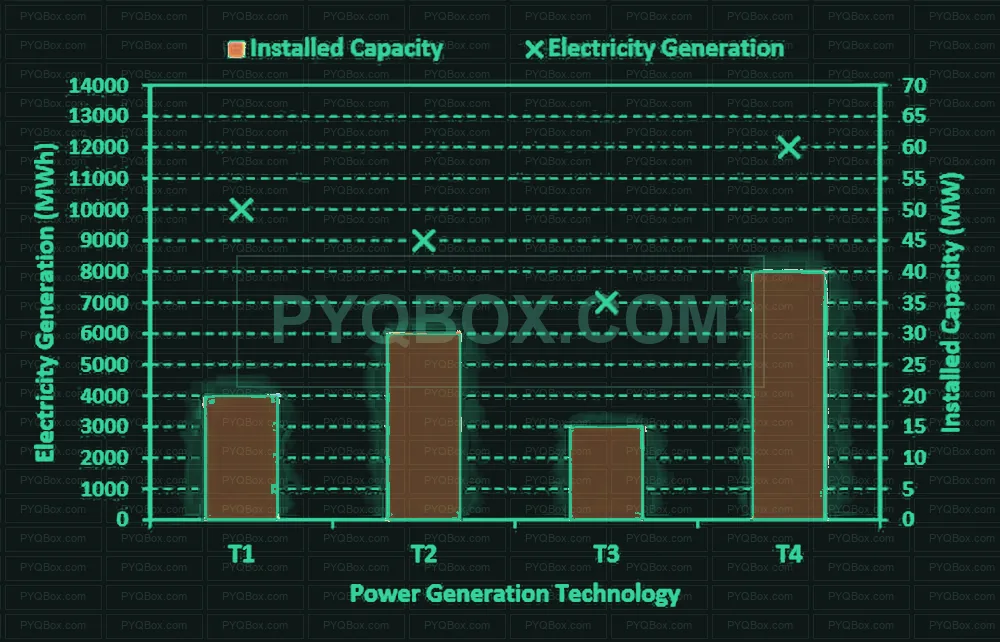 Installed Capacity Electricity Generation
14000 70
13000 65
12000 60
11000 55
10000 50
9000 45
8000 40
7000 35
6000 30
5000 25
4000 20
3000 15
2000 10
1000 5
0 0
Electricity Generation (MWh)
Installed Capacity (MW)
PYQBOX.COM
T1 T2 T3 T4
Power Generation Technology
PYQBox.com